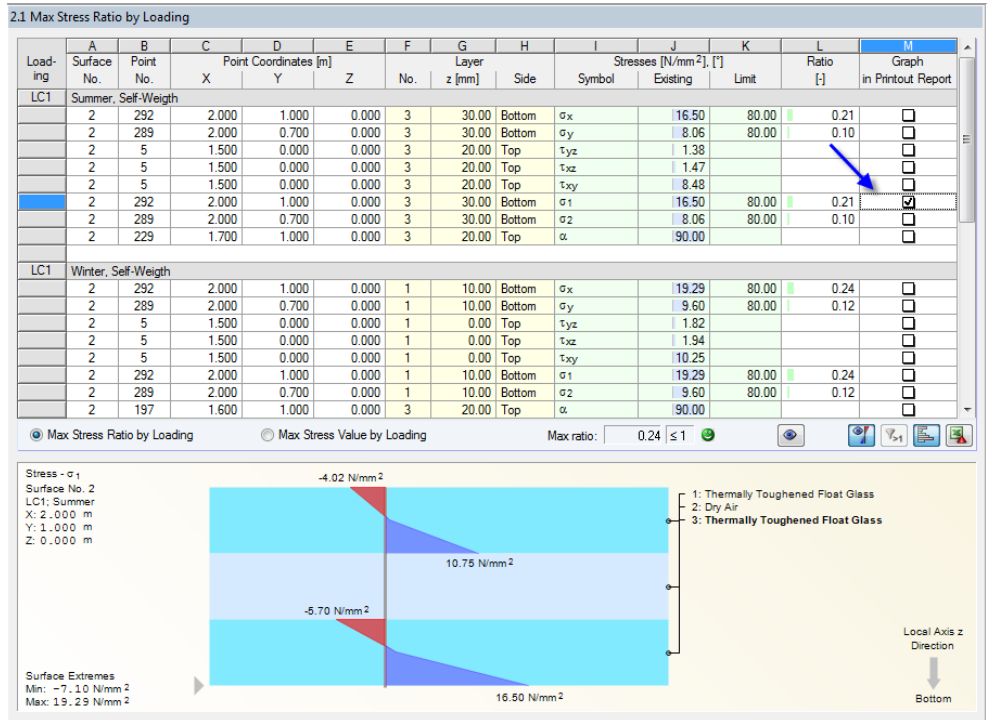 2.1 Max Stress Ratio by Loading
A B C D E F G H I J K L M
Load- Surface Point Point Coordinates [m] Layer Stresses [N/mm²], [°] Ratio Graph
ing No. No. X Y Z No. z [mm] Side Symbol Existing Limit [-] in Printout Report
LC1 Summer, Self-Weigth
2 292 2.000 1.000 0.000 3 30.00 Bottom σx 16.50 80.00 0.21
2 289 2.000 0.700 0.000 3 30.00 Bottom σy 8.06 80.00 0.10
2 5 1.500 0.000 0.000 3 20.00 Top τyz 1.38
2 5 1.500 0.000 0.000 3 20.00 Top τxz 1.47
2 5 1.500 0.000 0.000 3 20.00 Top τxy 8.48
2 292 2.000 1.000 0.000 3 30.00 Bottom σ1 16.50 80.00 0.21
2 289 2.000 0.700 0.000 3 30.00 Bottom σ2 8.06 80.00 0.10
2 229 1.700 1.000 0.000 3 20.00 Top α 90.00
LC1 Winter, Self-Weigth
2 292 2.000 1.000 0.000 1 10.00 Bottom σx 19.29 80.00 0.24
2 289 2.000 0.700 0.000 1 10.00 Bottom σy 9.60 80.00 0.12
2 5 1.500 0.000 0.000 1 0.00 Top τyz 1.82
2 5 1.500 0.000 0.000 1 0.00 Top τxz 1.94
2 5 1.500 0.000 0.000 1 0.00 Top τxy 10.25
2 292 2.000 1.000 0.000 1 10.00 Bottom σ1 19.29 80.00 0.24
2 289 2.000 0.700 0.000 1 10.00 Bottom σ2 9.60 80.00 0.12
2 197 1.600 1.000 0.000 3 20.00 Top α 90.00
Max Stress Ratio by Loading Max Stress Value by Loading Max ratio: 0.24 ≤ 1 >1
Stress - σ1
Surface No. 2
LC1; Summer
X: 2.000 m
Y: 1.000 m
Z: 0.000 m
-4.02 N/mm²
10.75 N/mm²
-5.70 N/mm²
16.50 N/mm²
1: Thermally Toughened Float Glass
2: Dry Air
3: Thermally Toughened Float Glass
Local Axis z
Direction
Bottom
Surface Extremes
Min: -7.10 N/mm²
Max: 19.29 N/mm²